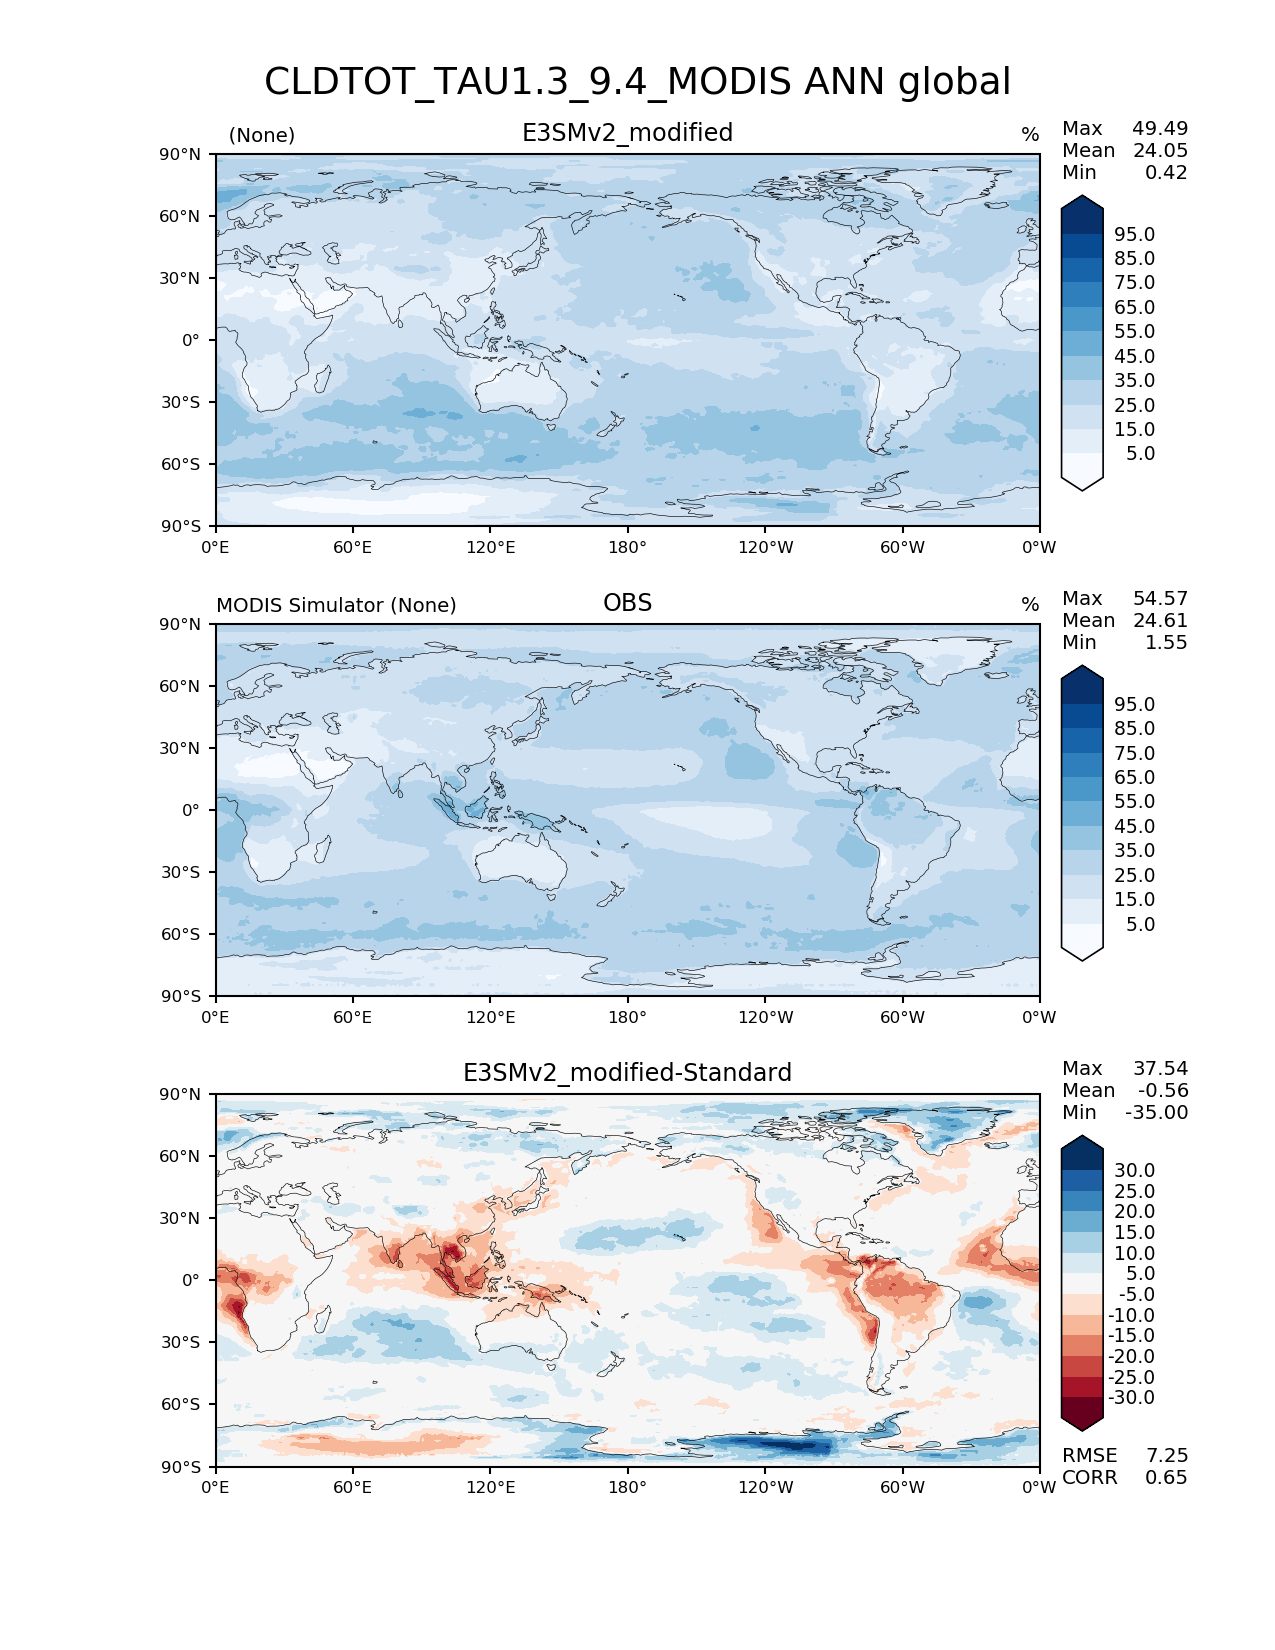 CLDTOT_TAU1.3_9.4_MODIS ANN global
(None) E3SMv2_modified %
Max 49.49
Mean 24.05
Min 0.42
90°N
60°N
30°N
0°
30°S
60°S
90°S
0°E 60°E 120°E 180° 120°W 60°W 0°W
95.0
85.0
75.0
65.0
55.0
45.0
35.0
25.0
15.0
5.0
MODIS Simulator (None) OBS %
Max 54.57
Mean 24.61
Min 1.55
90°N
60°N
30°N
0°
30°S
60°S
90°S
0°E 60°E 120°E 180° 120°W 60°W 0°W
95.0
85.0
75.0
65.0
55.0
45.0
35.0
25.0
15.0
5.0
E3SMv2_modified-Standard
Max 37.54
Mean -0.56
Min -35.00
90°N
60°N
30°N
0°
30°S
60°S
90°S
0°E 60°E 120°E 180° 120°W 60°W 0°W
30.0
25.0
20.0
15.0
10.0
5.0
-5.0
-10.0
-15.0
-20.0
-25.0
-30.0
RMSE 7.25
CORR 0.65